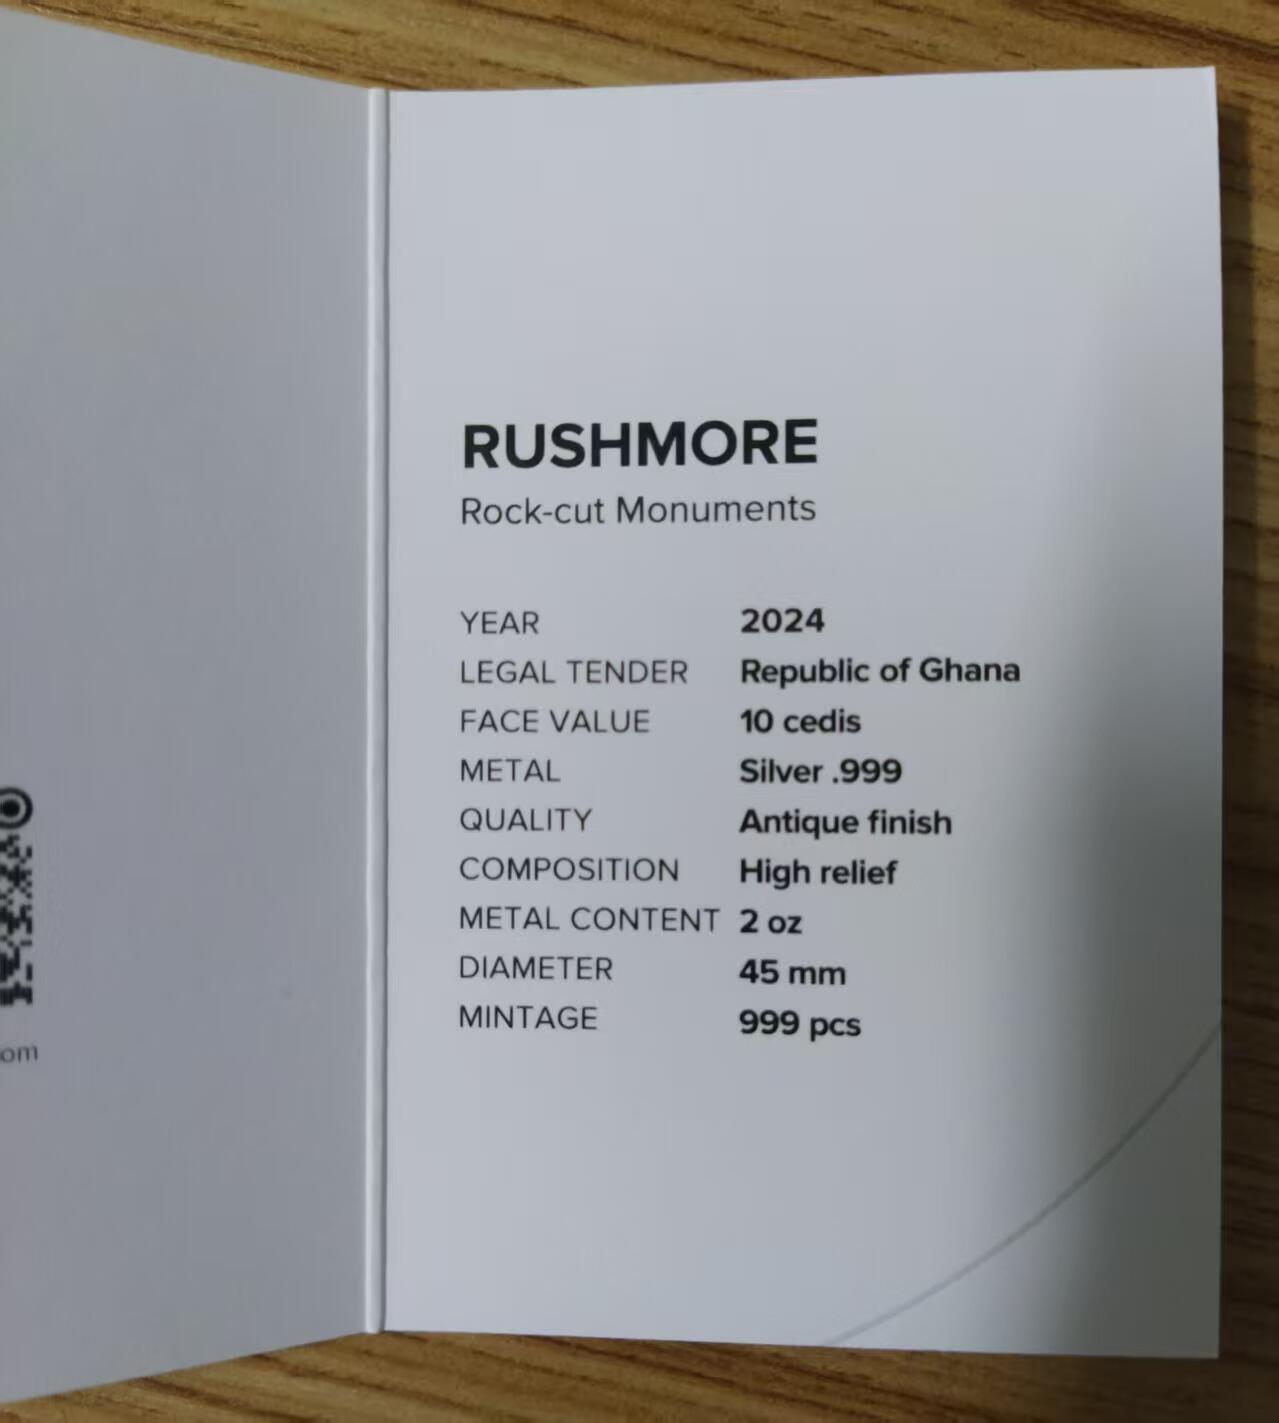 RUSHMORE
Rock-cut Monuments
YEAR 2024
LEGAL TENDER Republic of Ghana
FACE VALUE 10 cedis
METAL Silver .999
QUALITY Antique finish
COMPOSITION High relief
METAL CONTENT 2 oz
DIAMETER 45 mm
MINTAGE 999 pcs
om